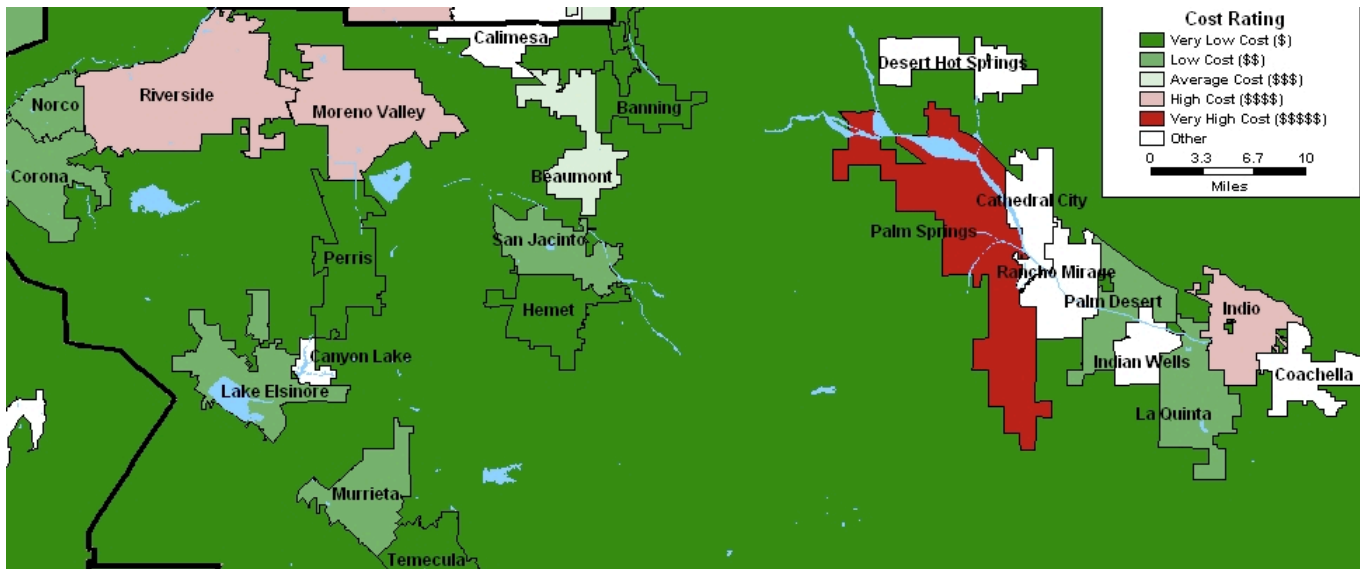 Cost Rating
Very Low Cost ($)
Low Cost ($$)
Average Cost ($$$)
High Cost ($$$$)
Very High Cost ($$$$$)
Other
0 3.3 6.7 10
Miles
Calimesa
Desert Hot Springs
Norco
Riverside
Moreno Valley
Banning
Corona
Beaumont
Cathedral City
Palm Springs
San Jacinto
Perris
Rancho Mirage
Palm Desert
Hemet
Indio
Canyon Lake
Indian Wells
Coachella
Lake Elsinore
La Quinta
Murrieta
Temecula